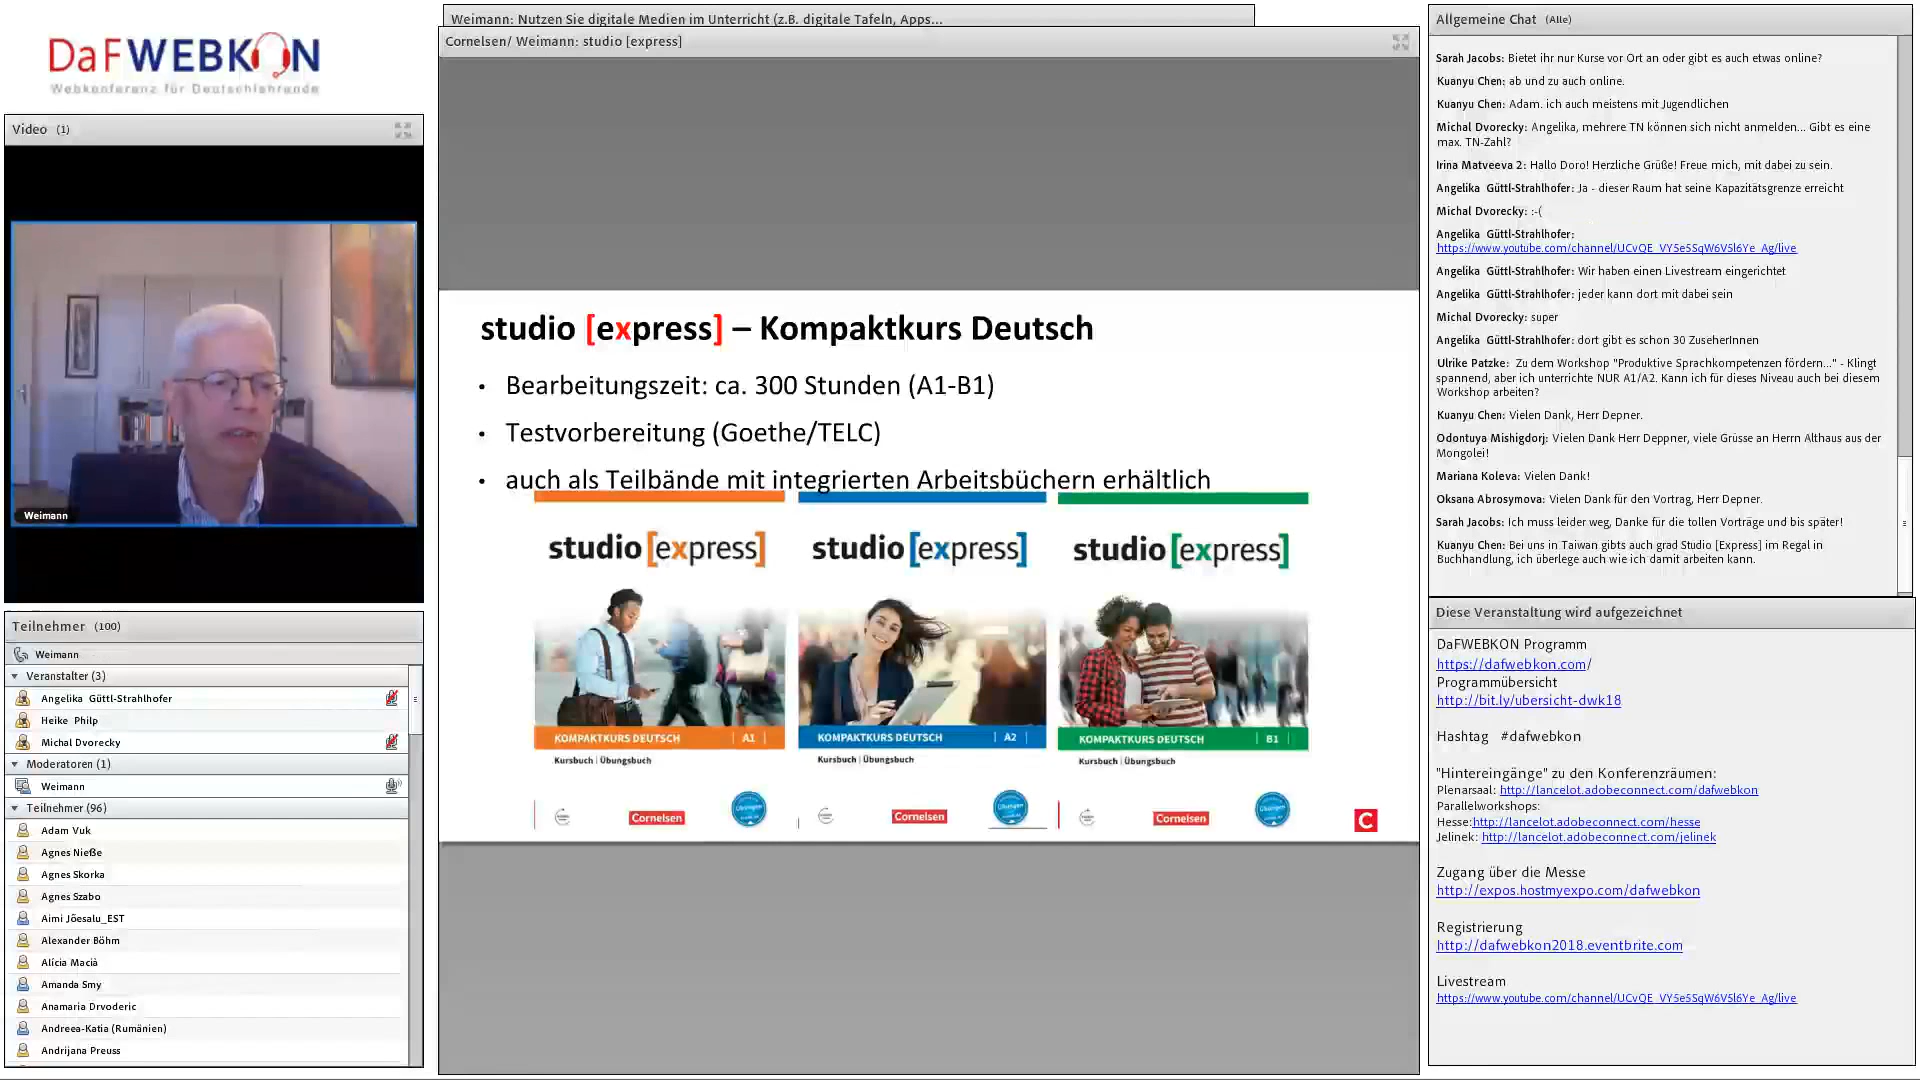 DaFWEBKON
Webkonferenz für Deutschlehrende
Video (1)
Weimann
Teilnehmer (100)
Weimann
Veranstalter (3)
Angelika Güttl-Strahlhofer
Heike Philp
Michal Dvorecky
Moderatoren (1)
Weimann
Teilnehmer (96)
Adam Vuk
Agnes Nieße
Agnes Skorka
Agnes Szabo
Aimi Jõesalu_EST
Alexander Böhm
Alícia Macià
Amanda Smy
Anamaria Drvoderic
Andreea-Katia (Rumänien)
Andrijana Preuss
Weimann: Nutzen Sie digitale Medien im Unterricht (z.B. digitale Tafeln, Apps...
Cornelsen/ Weimann: studio [express]
studio [express] – Kompaktkurs Deutsch
• Bearbeitungszeit: ca. 300 Stunden (A1-B1)
• Testvorbereitung (Goethe/TELC)
• auch als Teilbände mit integrierten Arbeitsbüchern erhältlich
studio [express]
KOMPAKTKURS DEUTSCH | A1 |
Kursbuch | Übungsbuch
Cornelsen
studio [express]
KOMPAKTKURS DEUTSCH | A2 |
Kursbuch | Übungsbuch
Cornelsen
studio [express]
KOMPAKTKURS DEUTSCH | B1 |
Kursbuch | Übungsbuch
Cornelsen
C
Allgemeine Chat (Alle)
Sarah Jacobs: Bietet ihr nur Kurse vor Ort an oder gibt es auch etwas online?
Kuanyu Chen: ab und zu auch online.
Kuanyu Chen: Adam. ich auch meistens mit Jugendlichen
Michal Dvorecky: Angelika, mehrere TN können sich nicht anmelden... Gibt es eine
max. TN-Zahl?
Irina Matveeva 2: Hallo Doro! Herzliche Grüße! Freue mich, mit dabei zu sein.
Angelika Güttl-Strahlhofer: Ja - dieser Raum hat seine Kapazitätsgrenze erreicht
Michal Dvorecky: :-(
Angelika Güttl-Strahlhofer:
https://www.youtube.com/channel/UCvQE_VY5e5SqW6V5l6Ye_Ag/live
Angelika Güttl-Strahlhofer: Wir haben einen Livestream eingerichtet
Angelika Güttl-Strahlhofer: jeder kann dort mit dabei sein
Michal Dvorecky: super
Angelika Güttl-Strahlhofer: dort gibt es schon 30 ZuseherInnen
Ulrike Patzke: Zu dem Workshop "Produktive Sprachkompetenzen fördern..." - Klingt
spannend, aber ich unterrichte NUR A1/A2. Kann ich für dieses Niveau auch bei diesem
Workshop arbeiten?
Kuanyu Chen: Vielen Dank, Herr Depner.
Odontuya Mishigdorj: Vielen Dank Herr Deppner, viele Grüsse an Herrn Althaus aus der
Mongolei!
Mariana Koleva: Vielen Dank!
Oksana Abrosymova: Vielen Dank für den Vortrag, Herr Depner.
Sarah Jacobs: Ich muss leider weg, Danke für die tollen Vorträge und bis später!
Kuanyu Chen: Bei uns in Taiwan gibts auch grad Studio [Express] im Regal in
Buchhandlung, ich überlege auch wie ich damit arbeiten kann.
Diese Veranstaltung wird aufgezeichnet
DaFWEBKON Programm
https://dafwebkon.com/
Programmübersicht
http://bit.ly/ubersicht-dwk18
Hashtag #dafwebkon
"Hintereingänge" zu den Konferenzräumen:
Plenarsaal: http://lancelot.adobeconnect.com/dafwebkon
Parallelworkshops:
Hesse:http://lancelot.adobeconnect.com/hesse
Jelinek: http://lancelot.adobeconnect.com/jelinek
Zugang über die Messe
http://expos.hostmyexpo.com/dafwebkon
Registrierung
http://dafwebkon2018.eventbrite.com
Livestream
https://www.youtube.com/channel/UCvQE_VY5e5SqW6V5l6Ye_Ag/live